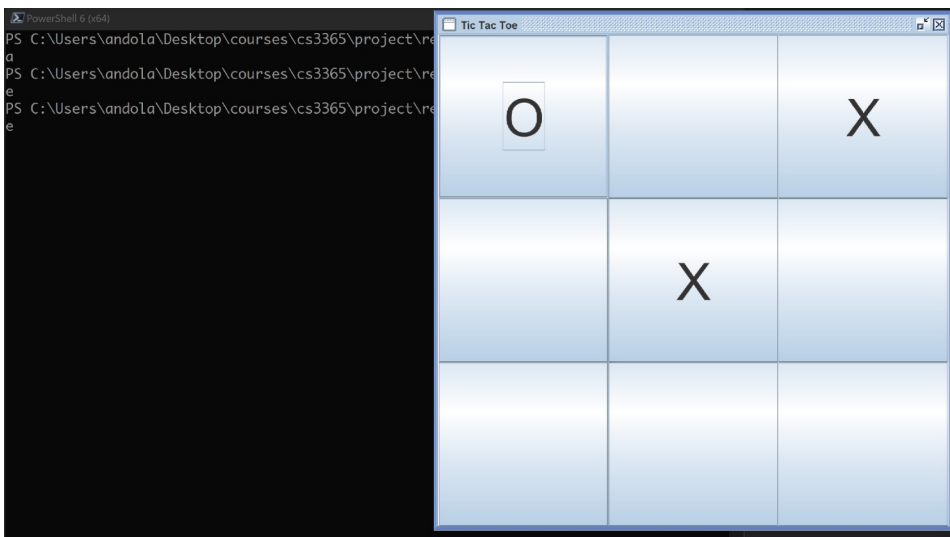 PowerShell 6 (x64)
PS C:\Users\andola\Desktop\courses\cs3365\project\re
a
PS C:\Users\andola\Desktop\courses\cs3365\project\re
e
PS C:\Users\andola\Desktop\courses\cs3365\project\re
e
Tic Tac Toe
O X
X